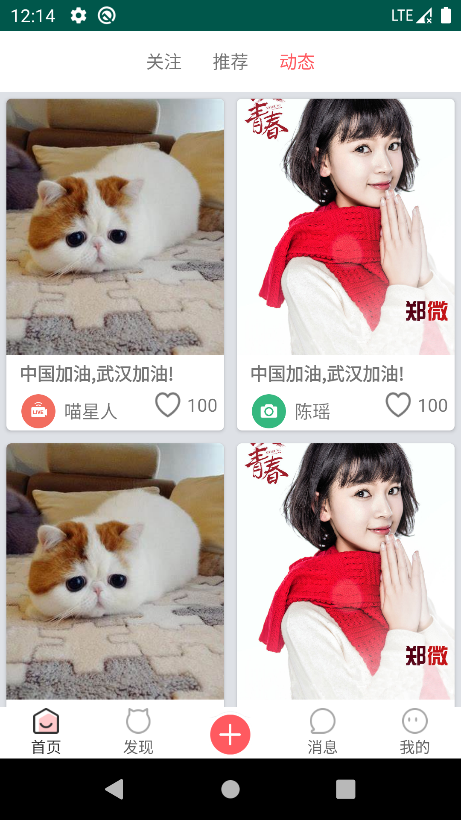 12:14 LTE
关注 推荐 动态
青春
郑微
中国加油,武汉加油!
LIVE 喵星人 100
中国加油,武汉加油!
陈瑶 100
青春
郑微
首页 发现 消息 我的